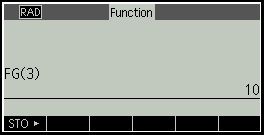 RAD Function
FG(3)
10
STO ►